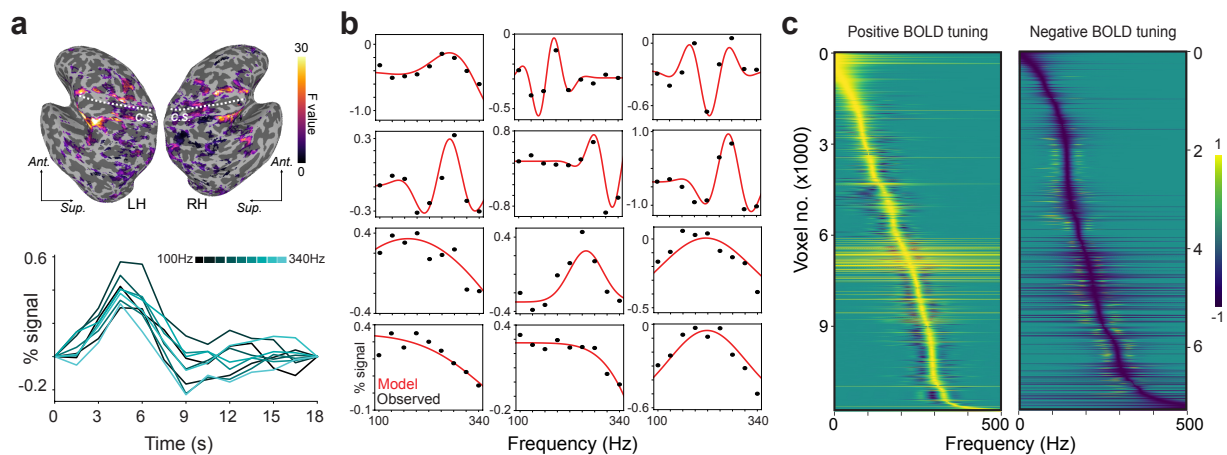 a
30
F value
0
c.s.
c.s.
Ant.
Sup.
LH
RH
Ant.
Sup.
0.6
100Hz
340Hz
% signal
-0.2
0
3
6
9
12
15
18
Time (s)
b
0
-1.0
0
-0.5
0
-0.6
0.3
-0.3
0.8
-0.8
1.0
-1.0
0.4
-0.4
0.4
-0.4
0
-0.5
0.4
-0.1
0.4
-0.2
0
-0.6
% signal
Model
Observed
100
340
100
340
100
340
Frequency (Hz)
c
Positive BOLD tuning
Negative BOLD tuning
0
3
6
9
Voxel no. (x1000)
0
2
4
6
1
-1
0
500
0
500
Frequency (Hz)